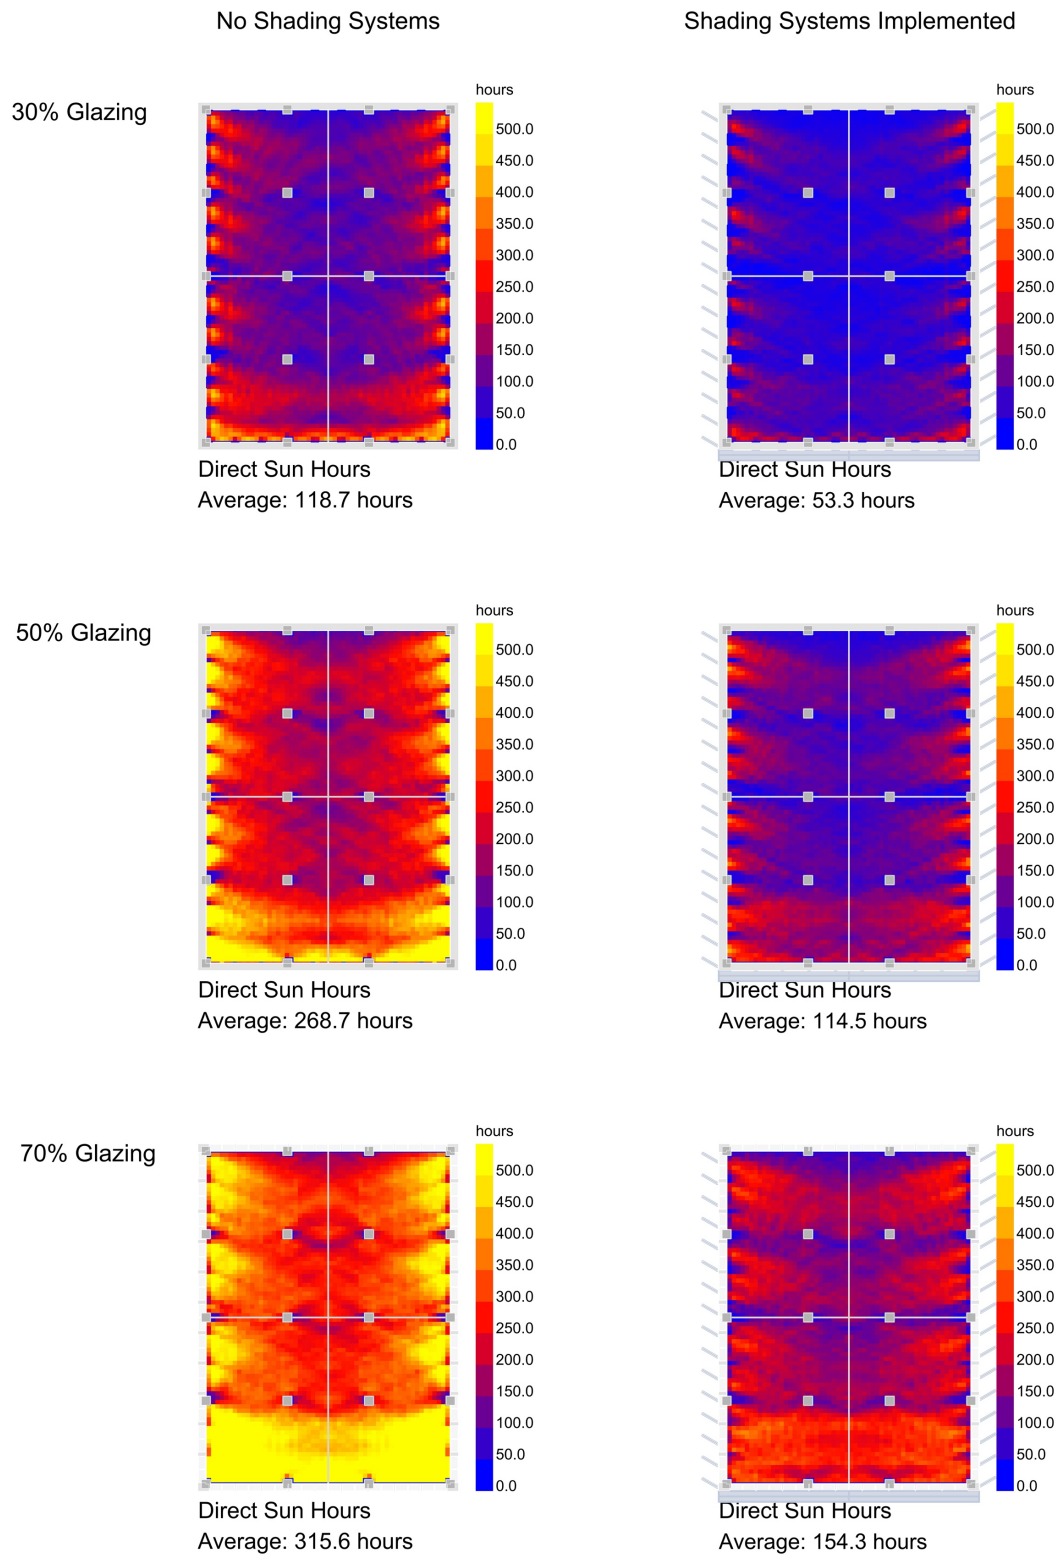 No Shading Systems
Shading Systems Implemented
30% Glazing
hours
500.0
450.0
400.0
350.0
300.0
250.0
200.0
150.0
100.0
50.0
0.0
Direct Sun Hours
Average: 118.7 hours
hours
500.0
450.0
400.0
350.0
300.0
250.0
200.0
150.0
100.0
50.0
0.0
Direct Sun Hours
Average: 53.3 hours
50% Glazing
hours
500.0
450.0
400.0
350.0
300.0
250.0
200.0
150.0
100.0
50.0
0.0
Direct Sun Hours
Average: 268.7 hours
hours
500.0
450.0
400.0
350.0
300.0
250.0
200.0
150.0
100.0
50.0
0.0
Direct Sun Hours
Average: 114.5 hours
70% Glazing
hours
500.0
450.0
400.0
350.0
300.0
250.0
200.0
150.0
100.0
50.0
0.0
Direct Sun Hours
Average: 315.6 hours
hours
500.0
450.0
400.0
350.0
300.0
250.0
200.0
150.0
100.0
50.0
0.0
Direct Sun Hours
Average: 154.3 hours